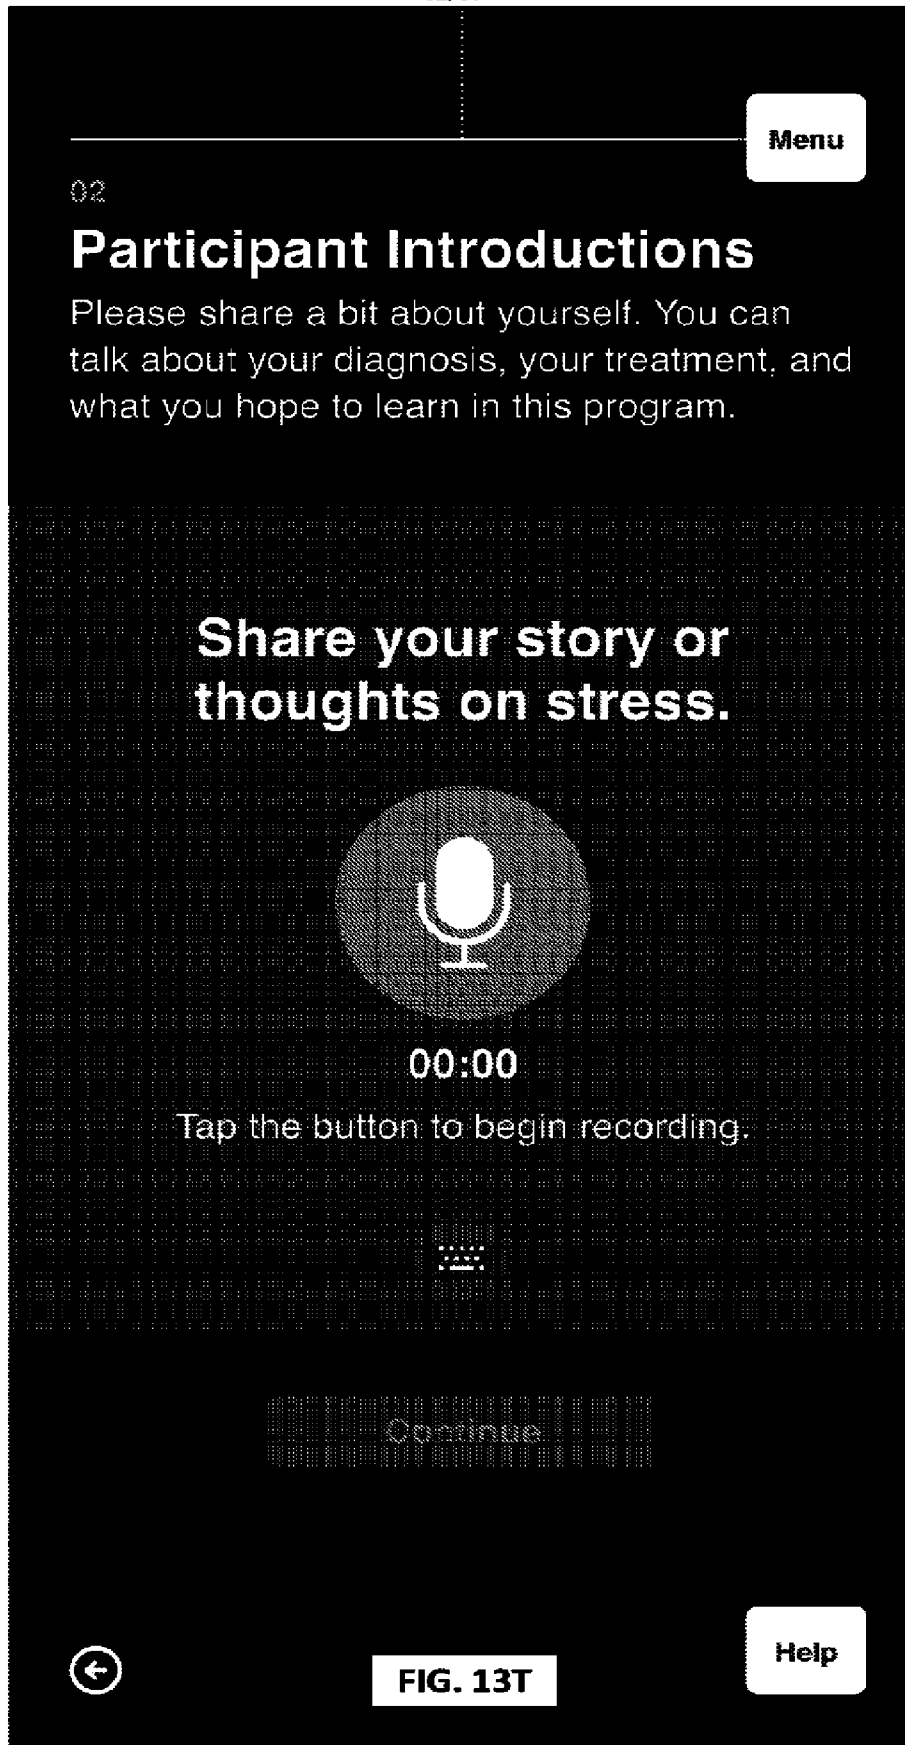 Menu
02
Participant Introductions
Please share a bit about yourself. You can
talk about your diagnosis, your treatment, and
what you hope to learn in this program.
Share your story or
thoughts on stress.
00:00
Tap the button to begin recording.
Continue
Help
FIG. 13T